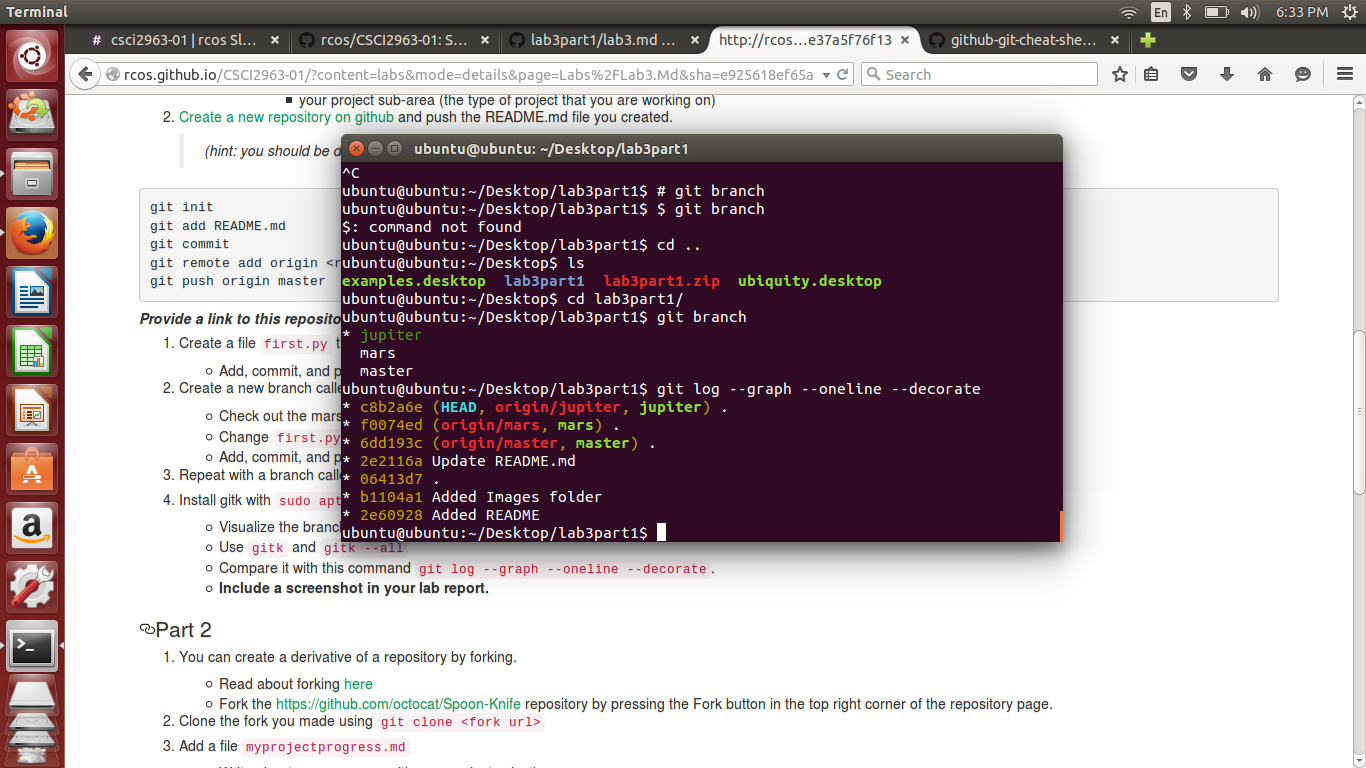 Terminal
En
6:33 PM
# csci2963-01 | rcos Sl... ×
rcos/CSCI2963-01: S... ×
lab3part1/lab3.md ... ×
http://rcos...e37a5f76f13 ×
github-git-cheat-she... ×
rcos.github.io/CSCI2963-01/?content=labs&mode=details&page=Labs%2FLab3.Md&sha=e925618ef65a
Search
your project sub-area (the type of project that you are working on)
2. Create a new repository on github and push the README.md file you created.
(hint: you should be d
git init
git add README.md
git commit
git remote add origin <r
git push origin master
Provide a link to this reposito
1. Create a file first.py t
Add, commit, and p
2. Create a new branch calle
Check out the mars
Change first.py
Add, commit, and p
3. Repeat with a branch calle
4. Install gitk with sudo apt
Visualize the branc
Use gitk and gitk --all
Compare it with this command git log --graph --oneline --decorate.
Include a screenshot in your lab report.
Part 2
1. You can create a derivative of a repository by forking.
Read about forking here
Fork the https://github.com/octocat/Spoon-Knife repository by pressing the Fork button in the top right corner of the repository page.
2. Clone the fork you made using git clone <fork url>
3. Add a file myprojectprogress.md
ubuntu@ubuntu: ~/Desktop/lab3part1
^C
ubuntu@ubuntu:~/Desktop/lab3part1$ # git branch
ubuntu@ubuntu:~/Desktop/lab3part1$ $ git branch
$: command not found
ubuntu@ubuntu:~/Desktop/lab3part1$ cd ..
ubuntu@ubuntu:~/Desktop$ ls
examples.desktop lab3part1 lab3part1.zip ubiquity.desktop
ubuntu@ubuntu:~/Desktop$ cd lab3part1/
ubuntu@ubuntu:~/Desktop/lab3part1$ git branch
* jupiter
mars
master
ubuntu@ubuntu:~/Desktop/lab3part1$ git log --graph --oneline --decorate
* c8b2a6e (HEAD, origin/jupiter, jupiter) .
* f0074ed (origin/mars, mars) .
* 6dd193c (origin/master, master) .
* 2e2116a Update README.md
* 06413d7 .
* b1104a1 Added Images folder
* 2e60928 Added README
ubuntu@ubuntu:~/Desktop/lab3part1$